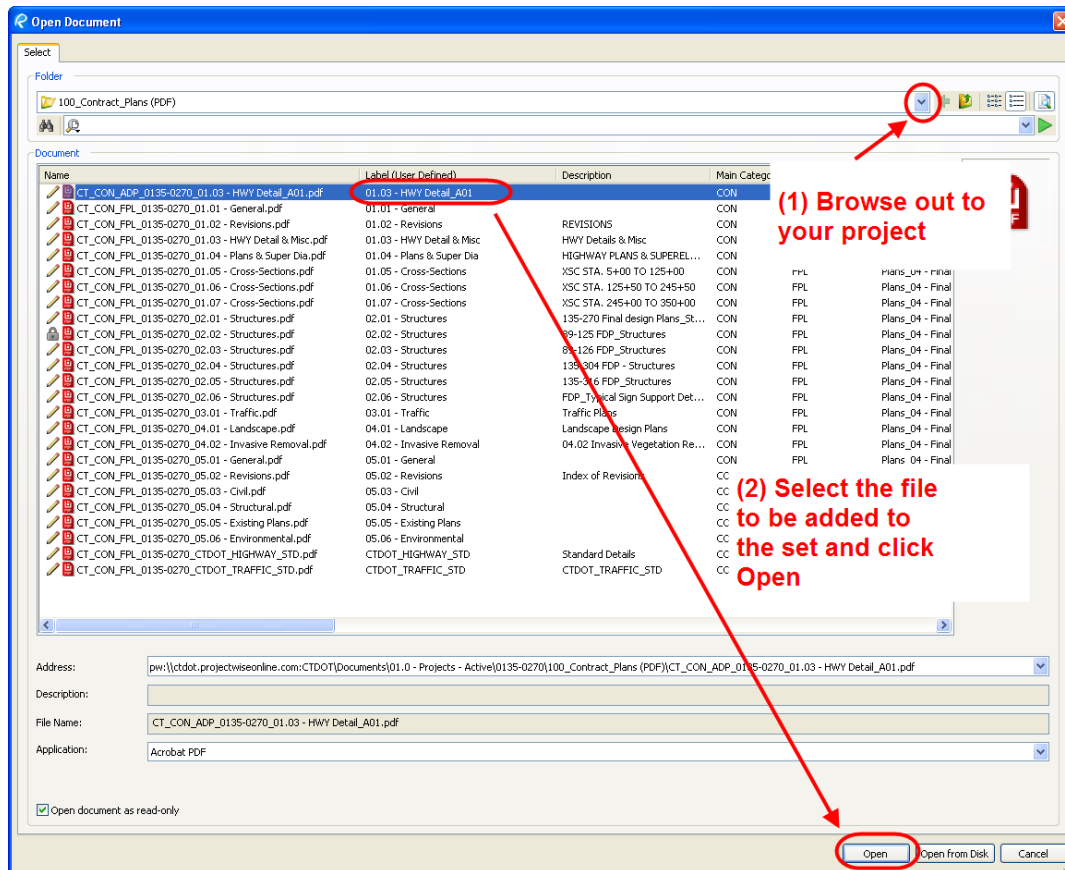 Open Document
Select
Folder
100_Contract_Plans (PDF)
Document
Name Label (User Defined) Description Main Catego
CT_CON_ADP_0135-0270_01.03 - HWY Detail_A01.pdf 01.03 - HWY Detail_A01 CON
CT_CON_FPL_0135-0270_01.01 - General.pdf 01.01 - General CON
CT_CON_FPL_0135-0270_01.02 - Revisions.pdf 01.02 - Revisions REVISIONS CON
CT_CON_FPL_0135-0270_01.03 - HWY Detail & Misc.pdf 01.03 - HWY Detail & Misc HWY Details & Misc CON
CT_CON_FPL_0135-0270_01.04 - Plans & Super Dia.pdf 01.04 - Plans & Super Dia HIGHWAY PLANS & SUPEREL... CON
CT_CON_FPL_0135-0270_01.05 - Cross-Sections.pdf 01.05 - Cross-Sections XSC STA. 5+00 TO 125+00 CON FPL Plans_04 - Final
CT_CON_FPL_0135-0270_01.06 - Cross-Sections.pdf 01.06 - Cross-Sections XSC STA. 125+50 TO 245+50 CON FPL Plans_04 - Final
CT_CON_FPL_0135-0270_01.07 - Cross-Sections.pdf 01.07 - Cross-Sections XSC STA. 245+00 TO 350+00 CON FPL Plans_04 - Final
CT_CON_FPL_0135-0270_02.01 - Structures.pdf 02.01 - Structures 135-270 Final design Plans_St... CON FPL Plans_04 - Final
CT_CON_FPL_0135-0270_02.02 - Structures.pdf 02.02 - Structures 89-125 FDP_Structures CON FPL Plans_04 - Final
CT_CON_FPL_0135-0270_02.03 - Structures.pdf 02.03 - Structures 89-126 FDP_Structures CON FPL Plans_04 - Final
CT_CON_FPL_0135-0270_02.04 - Structures.pdf 02.04 - Structures 135-304 FDP - Structures CON FPL Plans_04 - Final
CT_CON_FPL_0135-0270_02.05 - Structures.pdf 02.05 - Structures 135-316 FDP_Structures CON FPL Plans_04 - Final
CT_CON_FPL_0135-0270_02.06 - Structures.pdf 02.06 - Structures FDP_Typical Sign Support Det... CON FPL Plans_04 - Final
CT_CON_FPL_0135-0270_03.01 - Traffic.pdf 03.01 - Traffic Traffic Plans CON FPL Plans_04 - Final
CT_CON_FPL_0135-0270_04.01 - Landscape.pdf 04.01 - Landscape Landscape Design Plans CON FPL Plans_04 - Final
CT_CON_FPL_0135-0270_04.02 - Invasive Removal.pdf 04.02 - Invasive Removal 04.02 Invasive Vegetation Re... CON FPL Plans_04 - Final
CT_CON_FPL_0135-0270_05.01 - General.pdf 05.01 - General CON FPL Plans 04 - Final
CT_CON_FPL_0135-0270_05.02 - Revisions.pdf 05.02 - Revisions Index of Revisions CC
CT_CON_FPL_0135-0270_05.03 - Civil.pdf 05.03 - Civil CC
CT_CON_FPL_0135-0270_05.04 - Structural.pdf 05.04 - Structural CC
CT_CON_FPL_0135-0270_05.05 - Existing Plans.pdf 05.05 - Existing Plans CC
CT_CON_FPL_0135-0270_05.06 - Environmental.pdf 05.06 - Environmental CC
CT_CON_FPL_0135-0270_CTDOT_HIGHWAY_STD.pdf CTDOT_HIGHWAY_STD Standard Details CC
CT_CON_FPL_0135-0270_CTDOT_TRAFFIC_STD.pdf CTDOT_TRAFFIC_STD CTDOT_TRAFFIC_STD CC
(1) Browse out to
your project
(2) Select the file
to be added to
the set and click
Open
Address: pw:\\ctdot.projectwiseonline.com:CTDOT\Documents\01.0 - Projects - Active\0135-0270\100_Contract_Plans (PDF)\CT_CON_ADP_0135-0270_01.03 - HWY Detail_A01.pdf
Description:
File Name: CT_CON_ADP_0135-0270_01.03 - HWY Detail_A01.pdf
Application: Acrobat PDF
Open document as read-only
Open Open from Disk Cancel